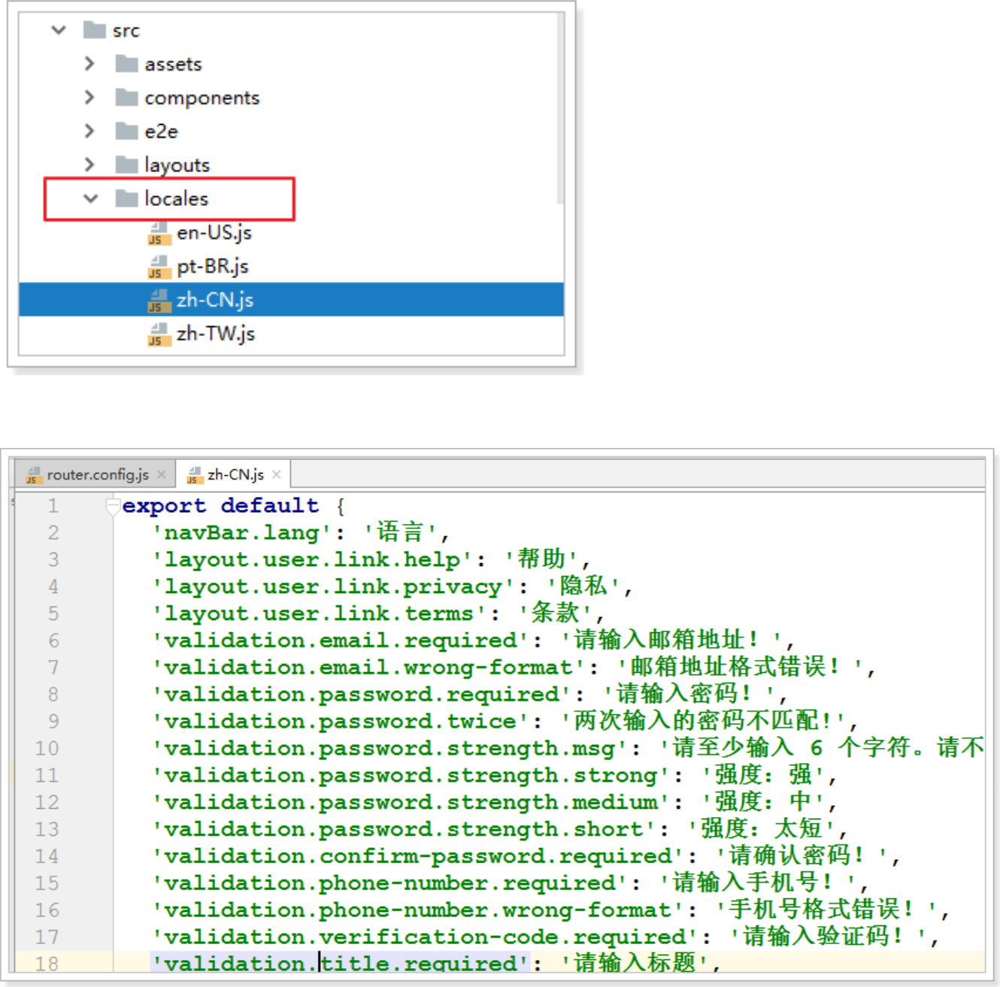 src
assets
components
e2e
layouts
locales
en-US.js
pt-BR.js
zh-CN.js
zh-TW.js
router.config.js zh-CN.js
1 export default {
2 'navBar.lang': '语言',
3 'layout.user.link.help': '帮助',
4 'layout.user.link.privacy': '隐私',
5 'layout.user.link.terms': '条款',
6 'validation.email.required': '请输入邮箱地址！',
7 'validation.email.wrong-format': '邮箱地址格式错误！',
8 'validation.password.required': '请输入密码！',
9 'validation.password.twice': '两次输入的密码不匹配!',
10 'validation.password.strength.msg': '请至少输入 6 个字符。请不
11 'validation.password.strength.strong': '强度：强',
12 'validation.password.strength.medium': '强度：中',
13 'validation.password.strength.short': '强度：太短',
14 'validation.confirm-password.required': '请确认密码！',
15 'validation.phone-number.required': '请输入手机号！',
16 'validation.phone-number.wrong-format': '手机号格式错误！',
17 'validation.verification-code.required': '请输入验证码！',
18 'validation.title.required': '请输入标题',